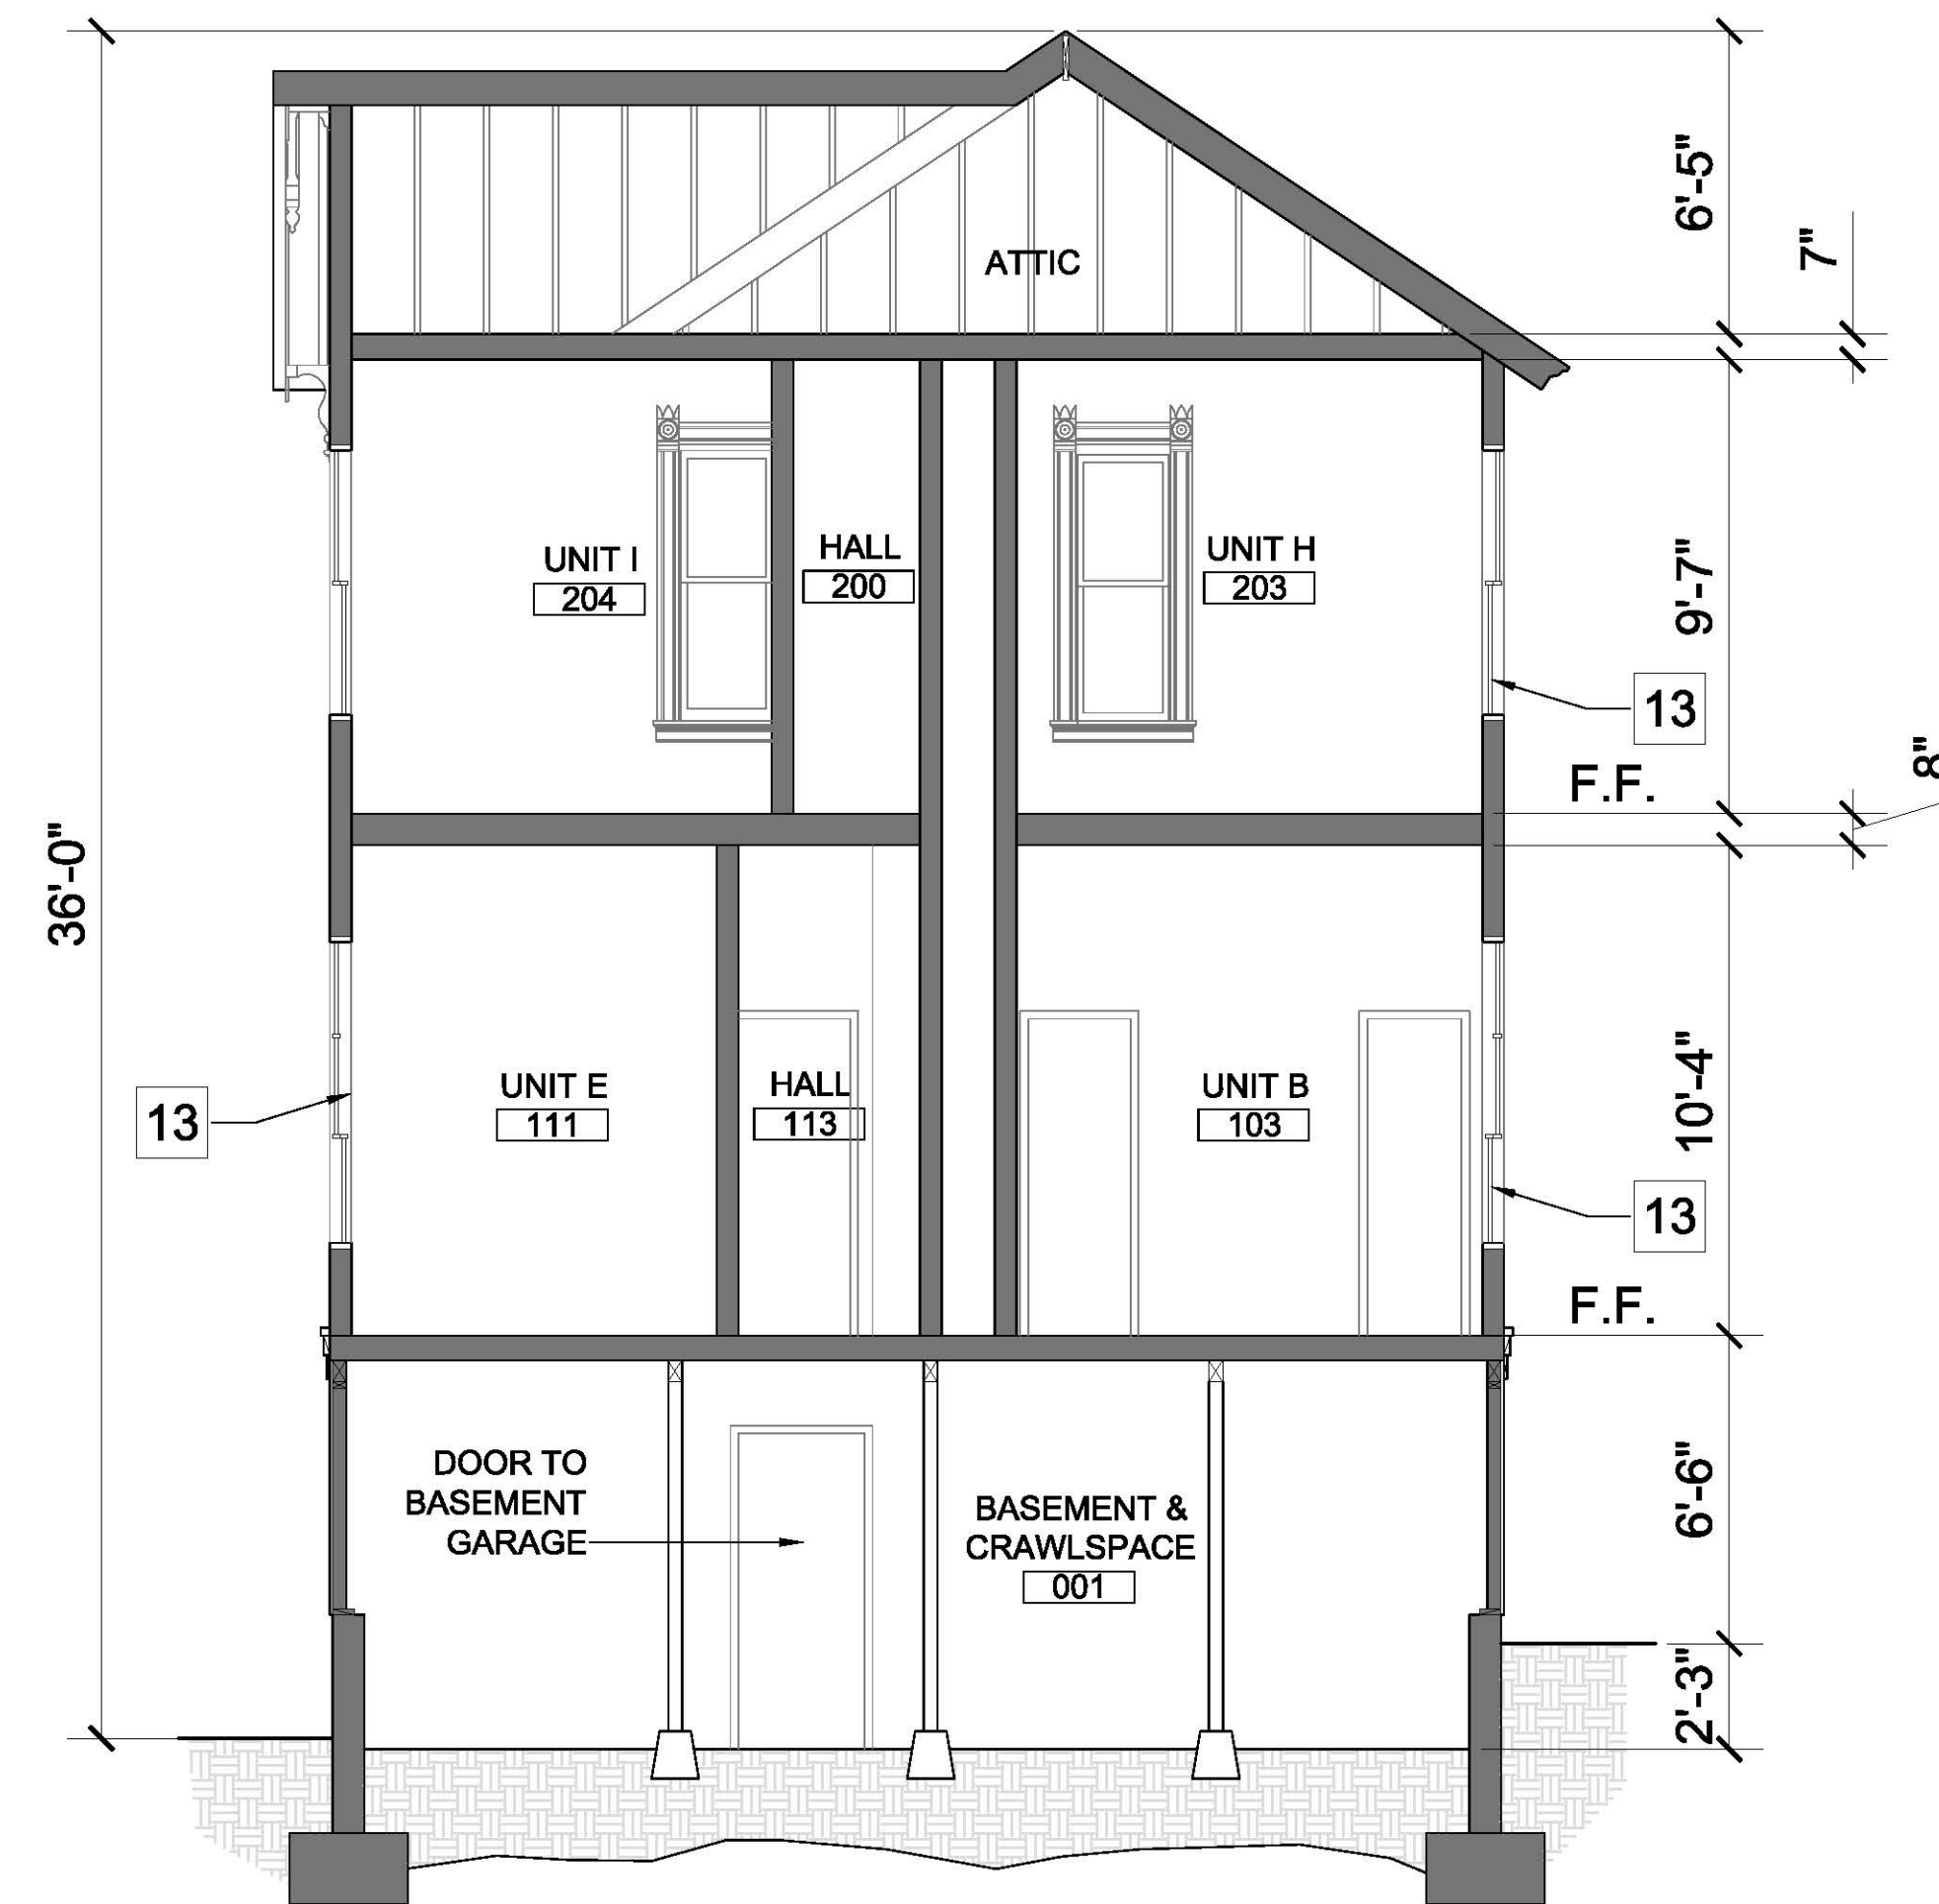 6'-5"
7"
ATTIC
UNIT I
204
HALL
200
UNIT H
203
9'-7"
13
F.F.
8"
36'-0"
10'-4"
UNIT E
111
HALL
113
UNIT B
103
13
13
F.F.
DOOR TO
BASEMENT
GARAGE
BASEMENT &
CRAWLSPACE
001
6'-6"
2'-3"